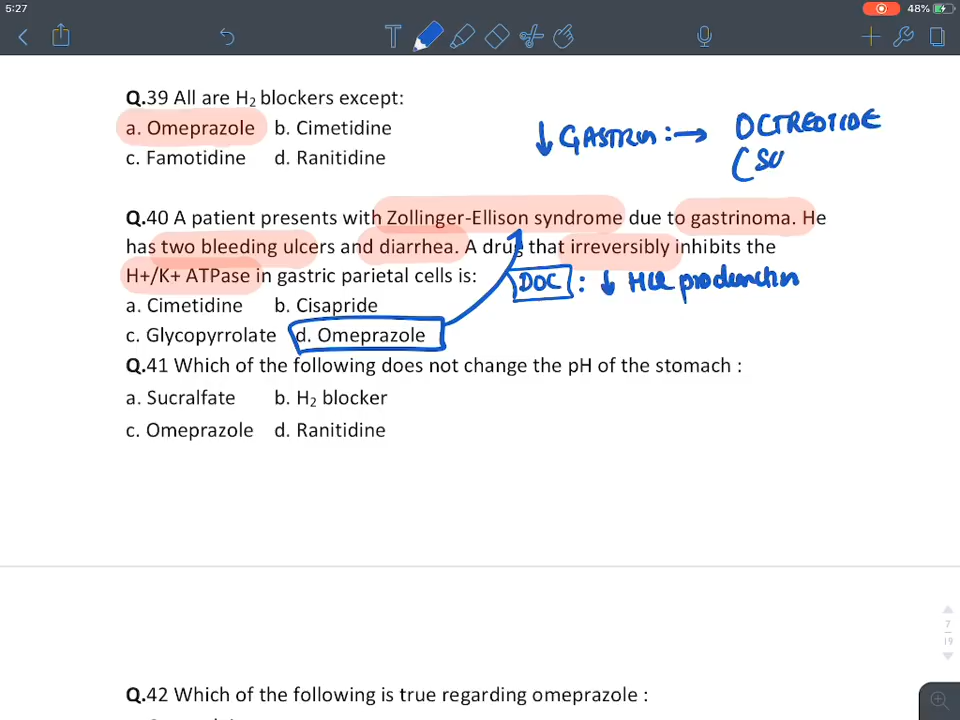 5:27
48%
T
Q.39 All are H₂ blockers except:
a. Omeprazole b. Cimetidine
c. Famotidine d. Ranitidine
↓ GASTRIN :→ OCTREOTIDE
(SU
Q.40 A patient presents with Zollinger-Ellison syndrome due to gastrinoma. He
has two bleeding ulcers and diarrhea. A drug that irreversibly inhibits the
H+/K+ ATPase in gastric parietal cells is:
DOC : ↓ HCl production
a. Cimetidine b. Cisapride
c. Glycopyrrolate d. Omeprazole
Q.41 Which of the following does not change the pH of the stomach :
a. Sucralfate b. H₂ blocker
c. Omeprazole d. Ranitidine
7
19
Q.42 Which of the following is true regarding omeprazole :